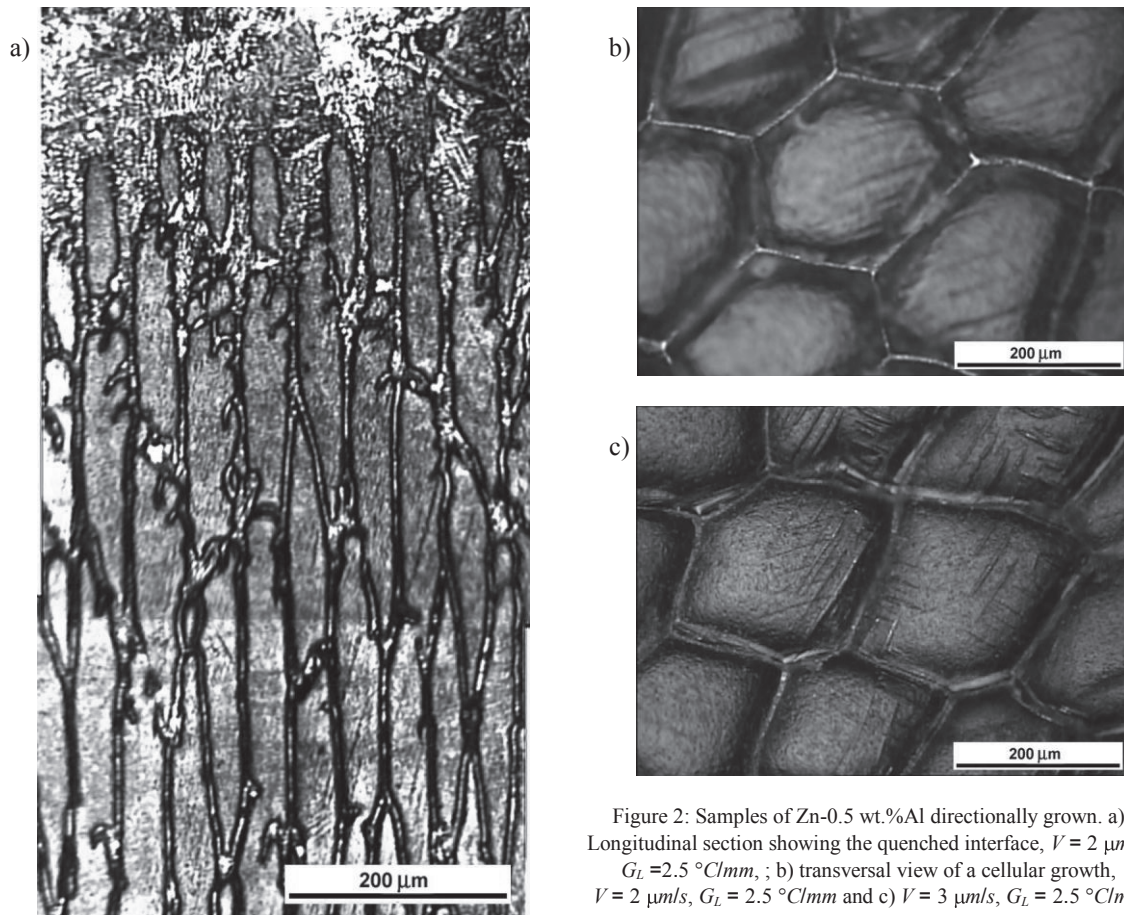 a)
200 µm
b)
200 µm
c)
200 µm
Figure 2: Samples of Zn-0.5 wt.%Al directionally grown. a)
Longitudinal section showing the quenched interface, V = 2 µm
G_L =2.5 °C/mm, ; b) transversal view of a cellular growth,
V = 2 µm/s, G_L = 2.5 °C/mm and c) V = 3 µm/s, G_L = 2.5 °C/m